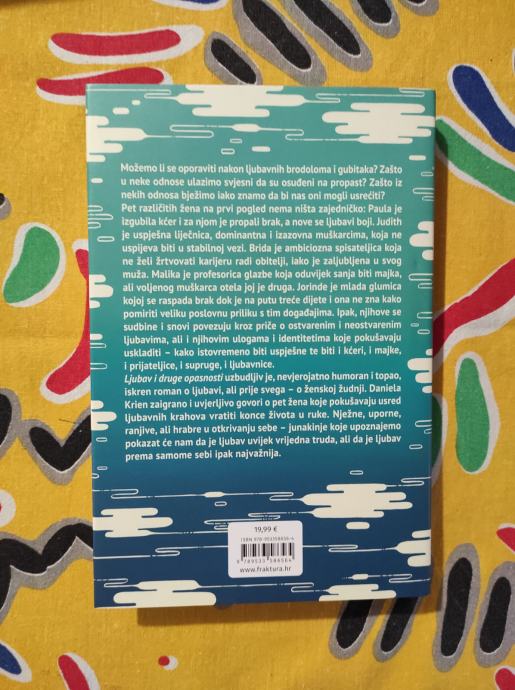 Možemo li se oporaviti nakon ljubavnih brodoloma i gubitaka? Zašto
u neke odnose ulazimo svjesni da su osuđeni na propast? Zašto iz
nekih odnosa bježimo iako znamo da bi nas oni mogli usrećiti?
Pet različitih žena na prvi pogled nema ništa zajedničko: Paula je
izgubila kćer i za njom je propali brak, a nove se ljubavi boji. Judith
je uspješna liječnica, dominantna i izazovna muškarcima, koja ne
uspijeva biti u stabilnoj vezi. Brida je ambiciozna spisateljica koja
ne želi žrtvovati karijeru radi obitelji, iako je zaljubljena u svog
muža. Malika je profesorica glazbe koja oduvijek sanja biti majka,
ali voljenog muškarca otela joj je druga. Jorinde je mlada glumica
kojoj se raspada brak dok je na putu treće dijete i ona ne zna kako
pomiriti veliku poslovnu priliku s tim događajima. Ipak, njihove se
sudbine i snovi povezuju kroz priče o ostvarenim i neostvarenim
ljubavima, ali i njihovim ulogama i identitetima koje pokušavaju
uskladiti – kako istovremeno biti uspješne te biti i kćeri, i majke,
i prijateljice, i supruge, i ljubavnice.
Ljubav i druge opasnosti uzbudljiv je, nevjerojatno humoran i topao,
iskren roman o ljubavi, ali prije svega – o ženskoj žudnji. Daniela
Krien zaigrano i uvjerljivo govori o pet žena koje pokušavaju usred
ljubavnih krahova vratiti konce života u ruke. Nježne, uporne,
ranjive, ali hrabre u otkrivanju sebe – junakinje koje upoznajemo
pokazat će nam da je ljubav uvijek vrijedna truda, ali da je ljubav
prema samome sebi ipak najvažnija.
19,99 €
ISBN 978-953358656-4
9 789533 586564
www.fraktura.hr